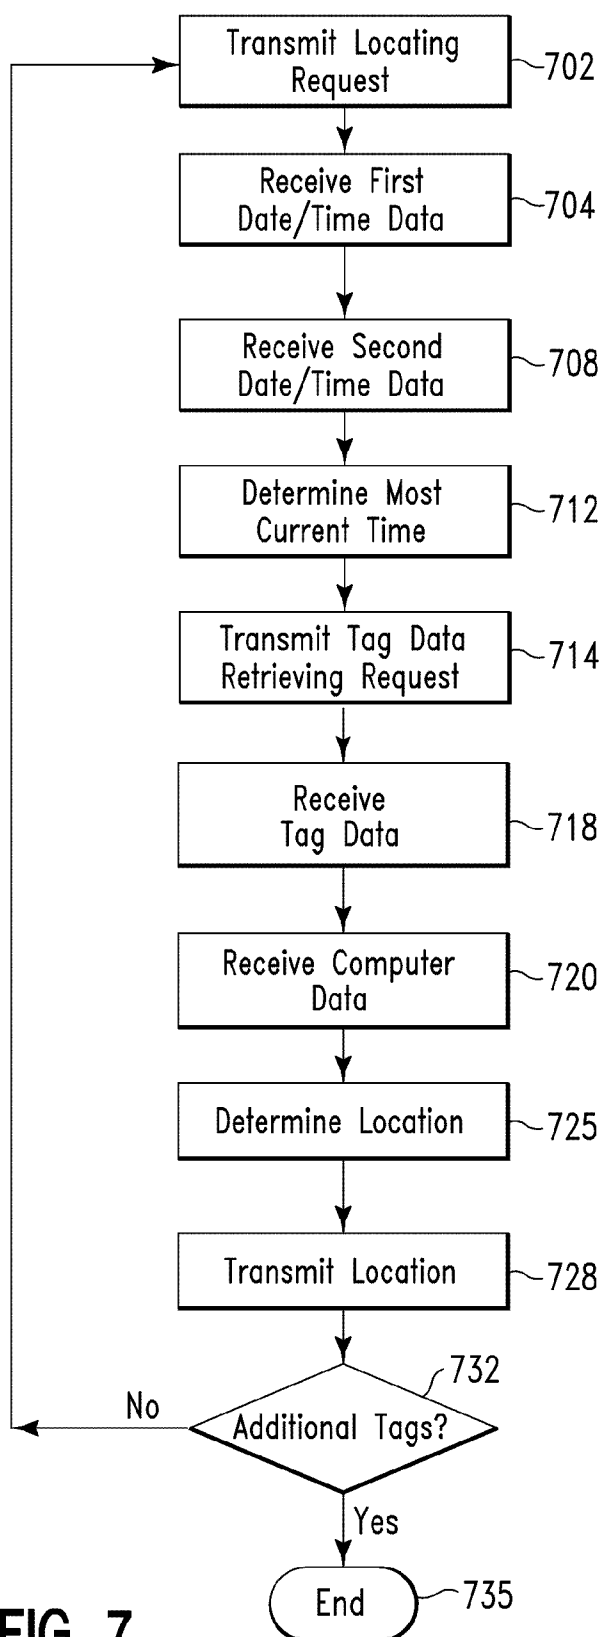 Transmit Locating
Request
702
Receive First
Date/Time Data
704
Receive Second
Date/Time Data
708
Determine Most
Current Time
712
Transmit Tag Data
Retrieving Request
714
Receive
Tag Data
718
Receive Computer
Data
720
Determine Location
725
Transmit Location
728
732
No
Additional Tags?
Yes
End
735
FIG. 7